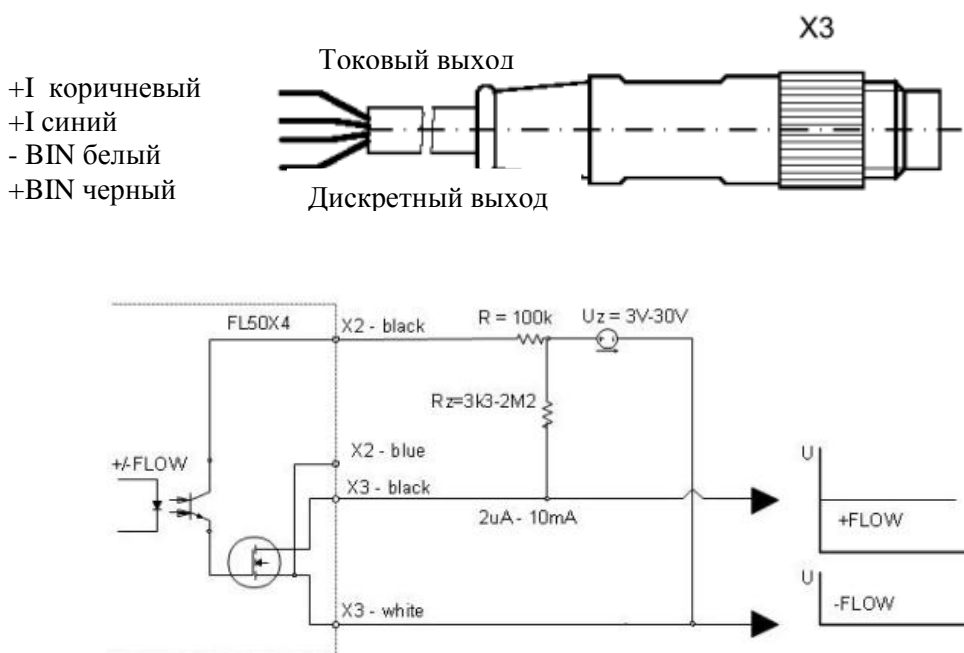 X3
Токовый выход
+I коричневый
+I синий
- BIN белый
+BIN черный
Дискретный выход
FL50X4
X2 - black
R = 100k
Uz = 3V-30V
Rz=3k3-2M2
X2 - blue
+/-FLOW
X3 - black
2uA - 10mA
U
+FLOW
U
-FLOW
X3 - white